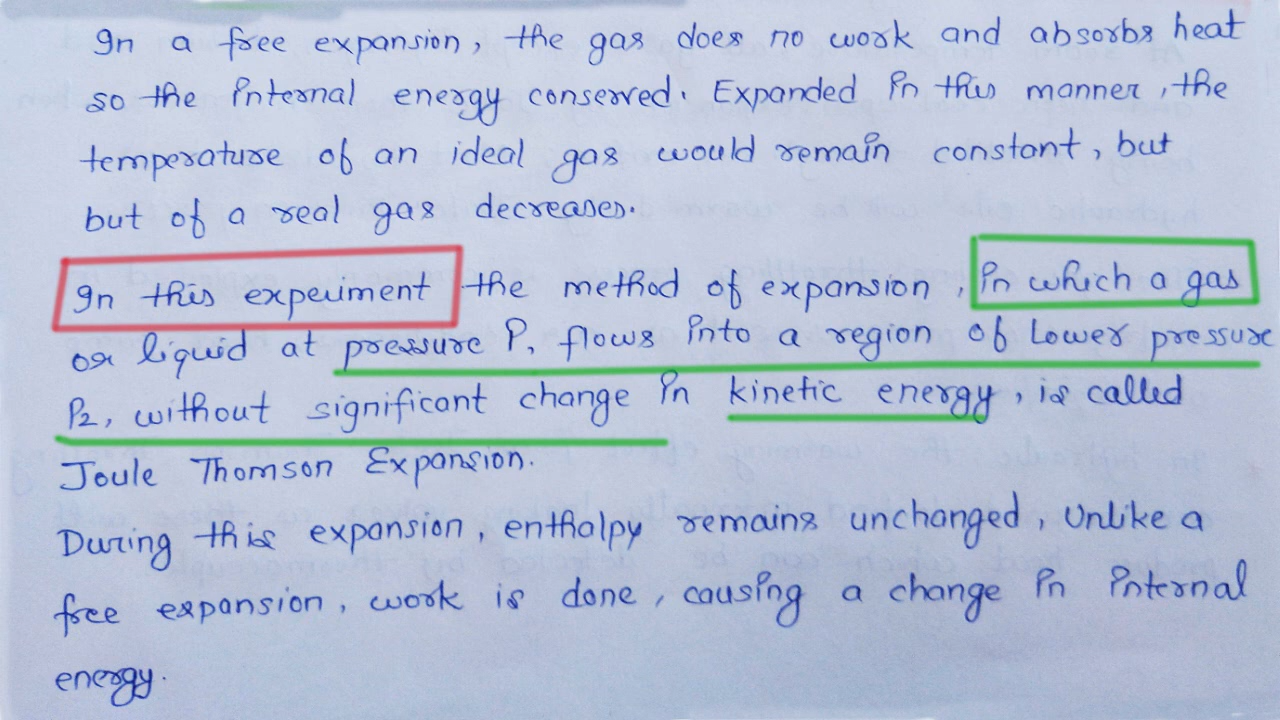 In a free expansion, the gas does no work and absorbs heat
so the internal energy conserved. Expanded in this manner, the
temperature of an ideal gas would remain constant, but
but of a real gas decreases.
In this experiment the method of expansion, in which a gas
or liquid at pressure P1 flows into a region of lower pressure
P2, without significant change in kinetic energy, is called
Joule Thomson Expansion.
During this expansion, enthalpy remains unchanged, Unlike a
free expansion, work is done, causing a change in internal
energy.